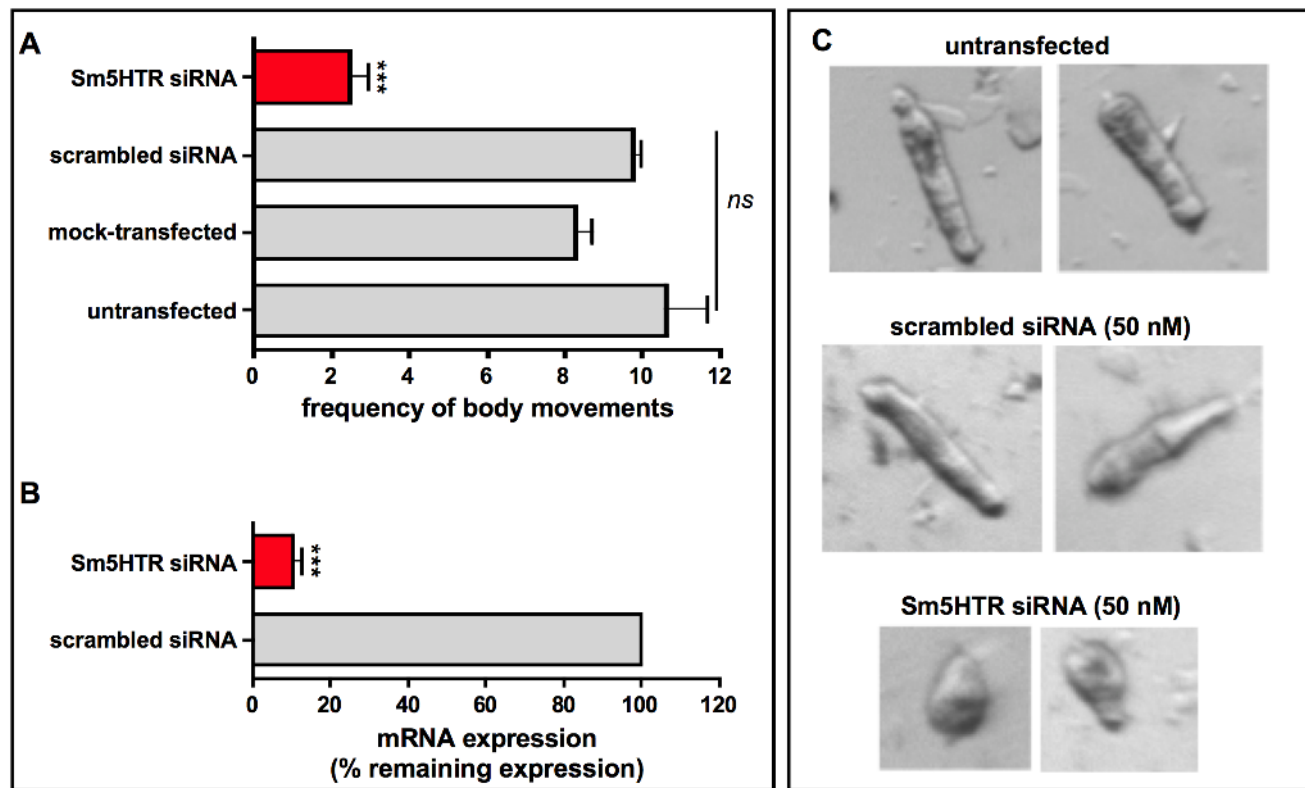 A
Sm5HTR siRNA
***
scrambled siRNA
mock-transfected
ns
untransfected
0 2 4 6 8 10 12
frequency of body movements
B
Sm5HTR siRNA
***
scrambled siRNA
0 20 40 60 80 100 120
mRNA expression
(% remaining expression)
C
untransfected
scrambled siRNA (50 nM)
Sm5HTR siRNA (50 nM)